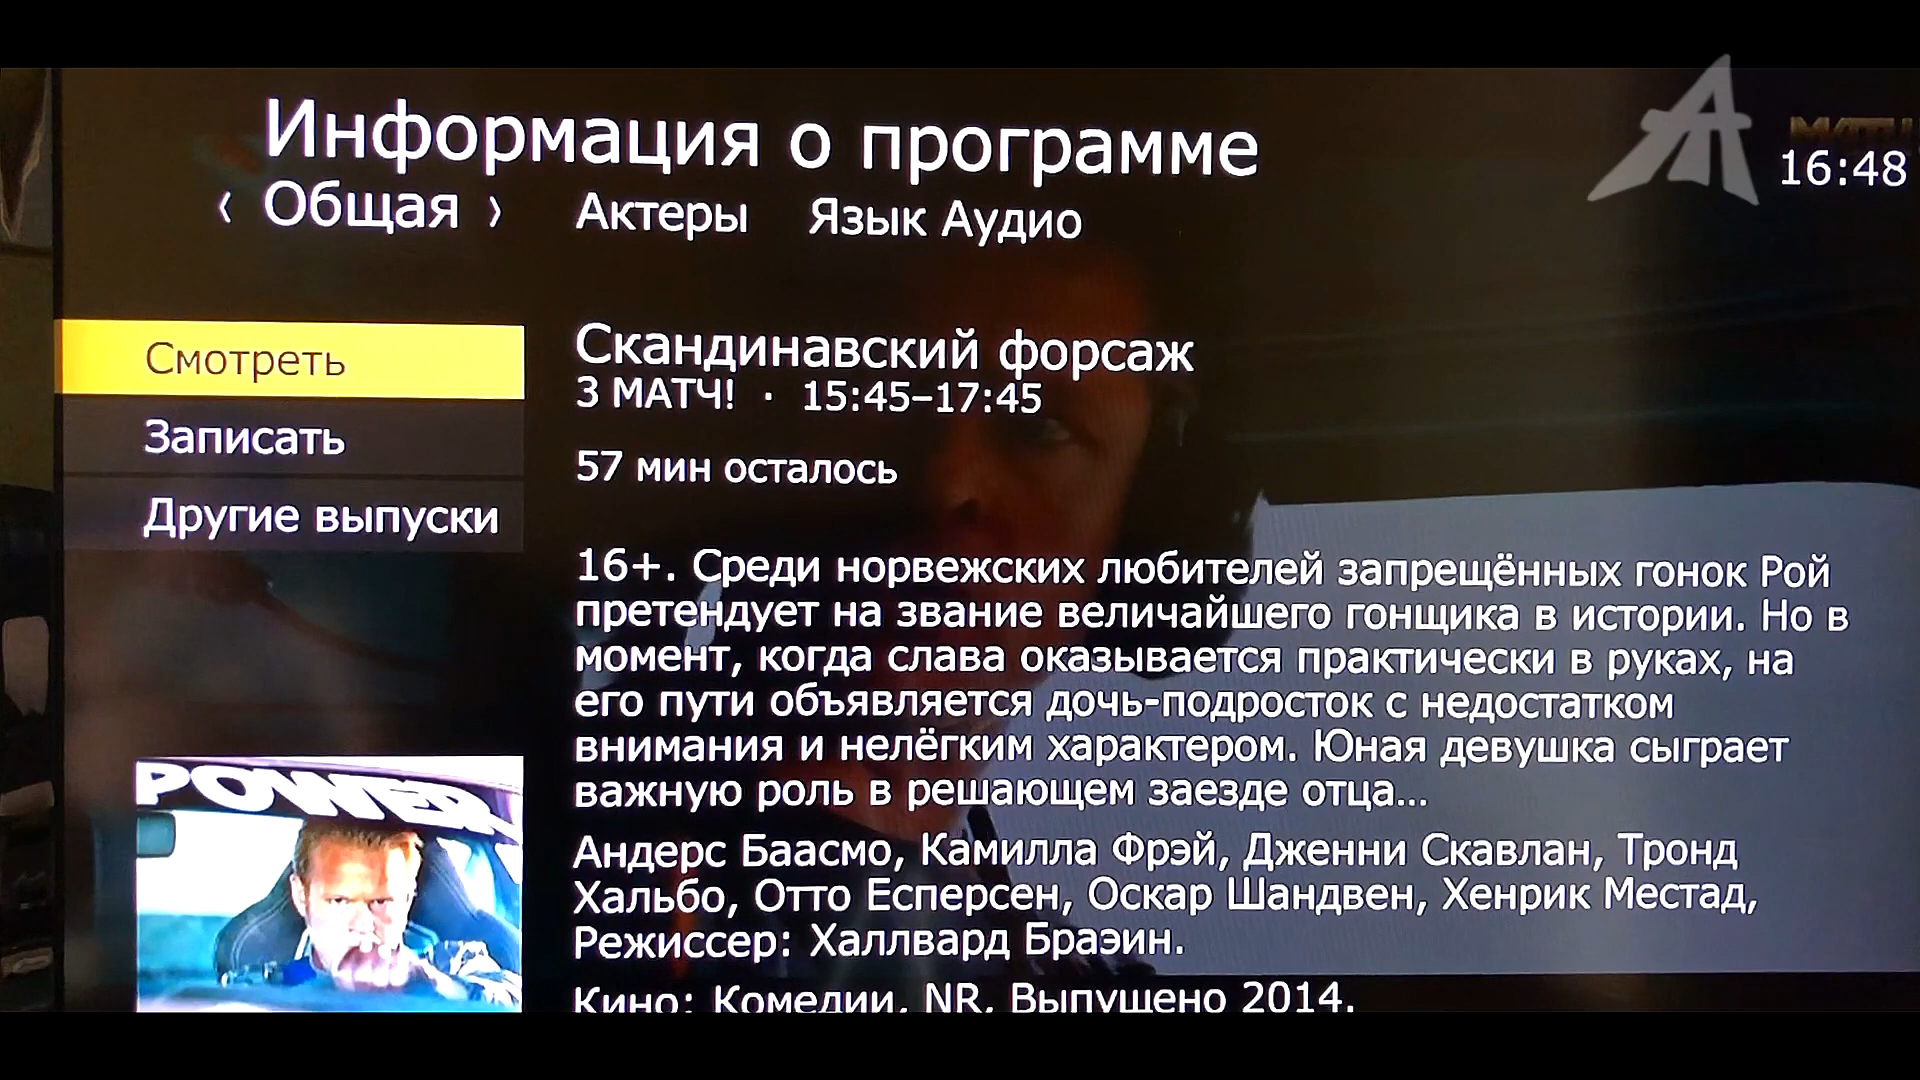 Информация о программе
МАТЧ!
16:48
‹ Общая › Актеры Язык Аудио
Смотреть
Записать
Другие выпуски
Скандинавский форсаж
3 МАТЧ! · 15:45–17:45
57 мин осталось
16+. Среди норвежских любителей запрещённых гонок Рой
претендует на звание величайшего гонщика в истории. Но в
момент, когда слава оказывается практически в руках, на
его пути объявляется дочь-подросток с недостатком
внимания и нелёгким характером. Юная девушка сыграет
важную роль в решающем заезде отца...
Андерс Баасмо, Камилла Фрэй, Дженни Скавлан, Тронд
Хальбо, Отто Есперсен, Оскар Шандвен, Хенрик Местад,
Режиссер: Халлвард Браэин.
Кино: Комедии, NR, Выпущено 2014.
POWER